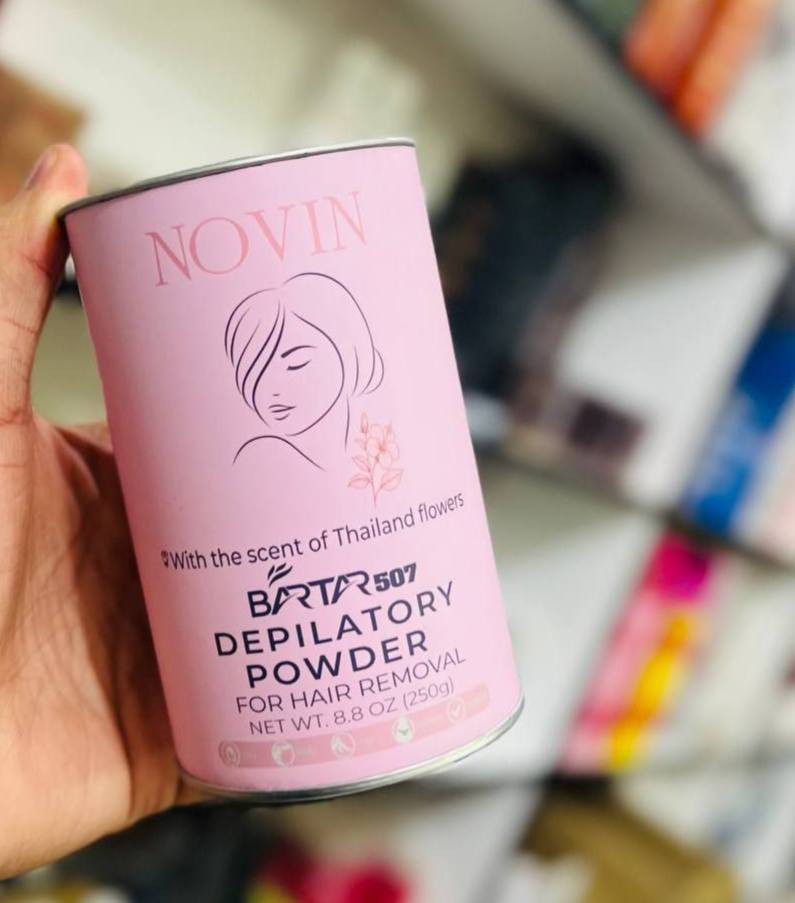 NOVIN
With the scent of Thailand flowers
BARTAR 507
DEPILATORY
POWDER
FOR HAIR REMOVAL
NET WT. 8.8 OZ (250g)